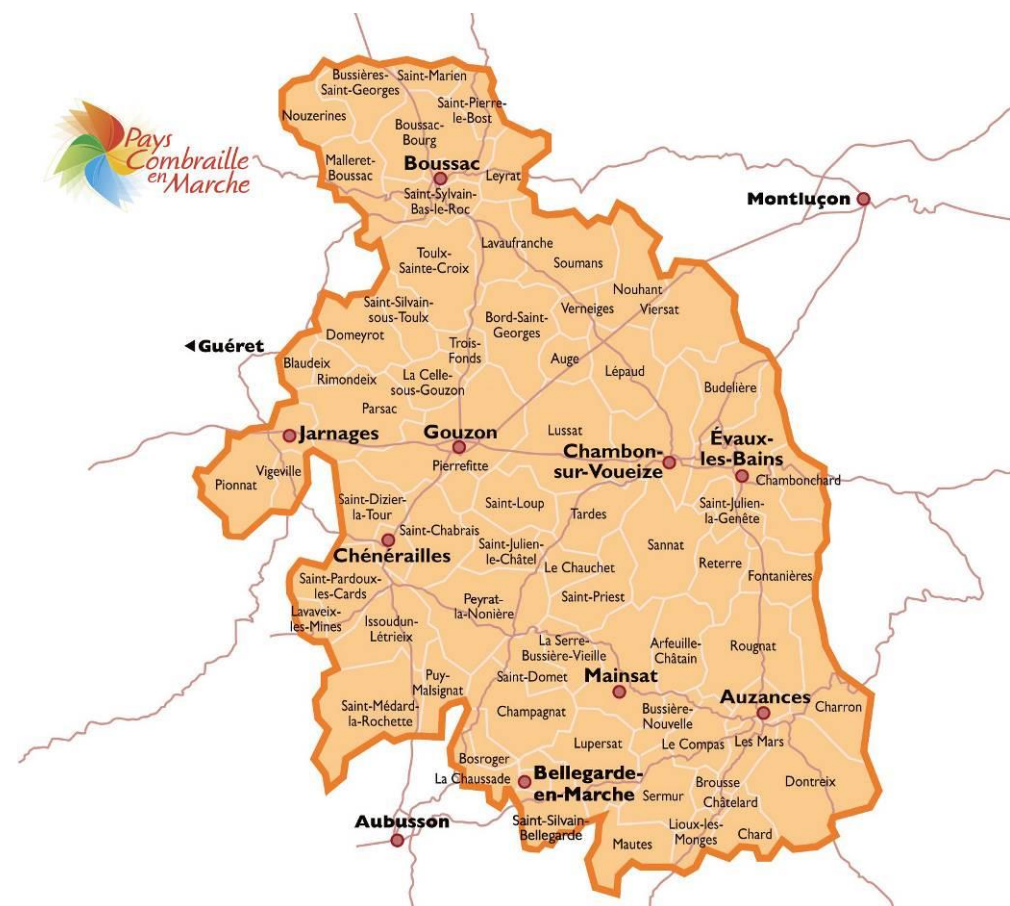 Bussières-
Saint-Georges
Saint-Marien
Saint-Pierre-
le-Bost
Nouzerines
Boussac-
Bourg
Pays
Combraille
en
Marche
Malleret-
Boussac
Boussac
Leyrat
Saint-Sylvain-
Bas-le-Roc
Montluçon
Lavaufranche
Toulx-
Sainte-Croix
Soumans
Nouhant
Saint-Silvain-
sous-Toulx
Verneiges
Viersat
Bord-Saint-
Georges
Domeyrot
Guéret
Trois-
Fonds
Blaudeix
Auge
Rimondeix
La Celle-
sous-Gouzon
Lépaud
Budelière
Parsac
Jarnages
Gouzon
Lussat
Évaux-
les-Bains
Chambon-
sur-Voueize
Pierrefitte
Vigeville
Chambonchard
Pionnat
Saint-Dizier-
la-Tour
Saint-Loup
Saint-Julien-
la-Genête
Tardes
Saint-Chabrais
Chénérailles
Saint-Julien-
le-Châtel
Sannat
Le Chauchet
Reterre
Fontanières
Saint-Pardoux-
les-Cards
Saint-Priest
Peyrat-
la-Nonière
Lavaveix-
les-Mines
Issoudun-
Létrieix
La Serre-
Bussière-Vieille
Arfeuille-
Châtain
Rougnat
Puy-
Malsignat
Saint-Domet
Mainsat
Auzances
Saint-Médard-
la-Rochette
Champagnat
Bussière-
Nouvelle
Charron
Lupersat
Le Compas
Les Mars
Bosroger
La Chaussade
Bellegarde-
en-Marche
Brousse
Dontreix
Sermur
Châtelard
Aubusson
Saint-Silvain-
Bellegarde
Lioux-les-
Monges
Chard
Mautes